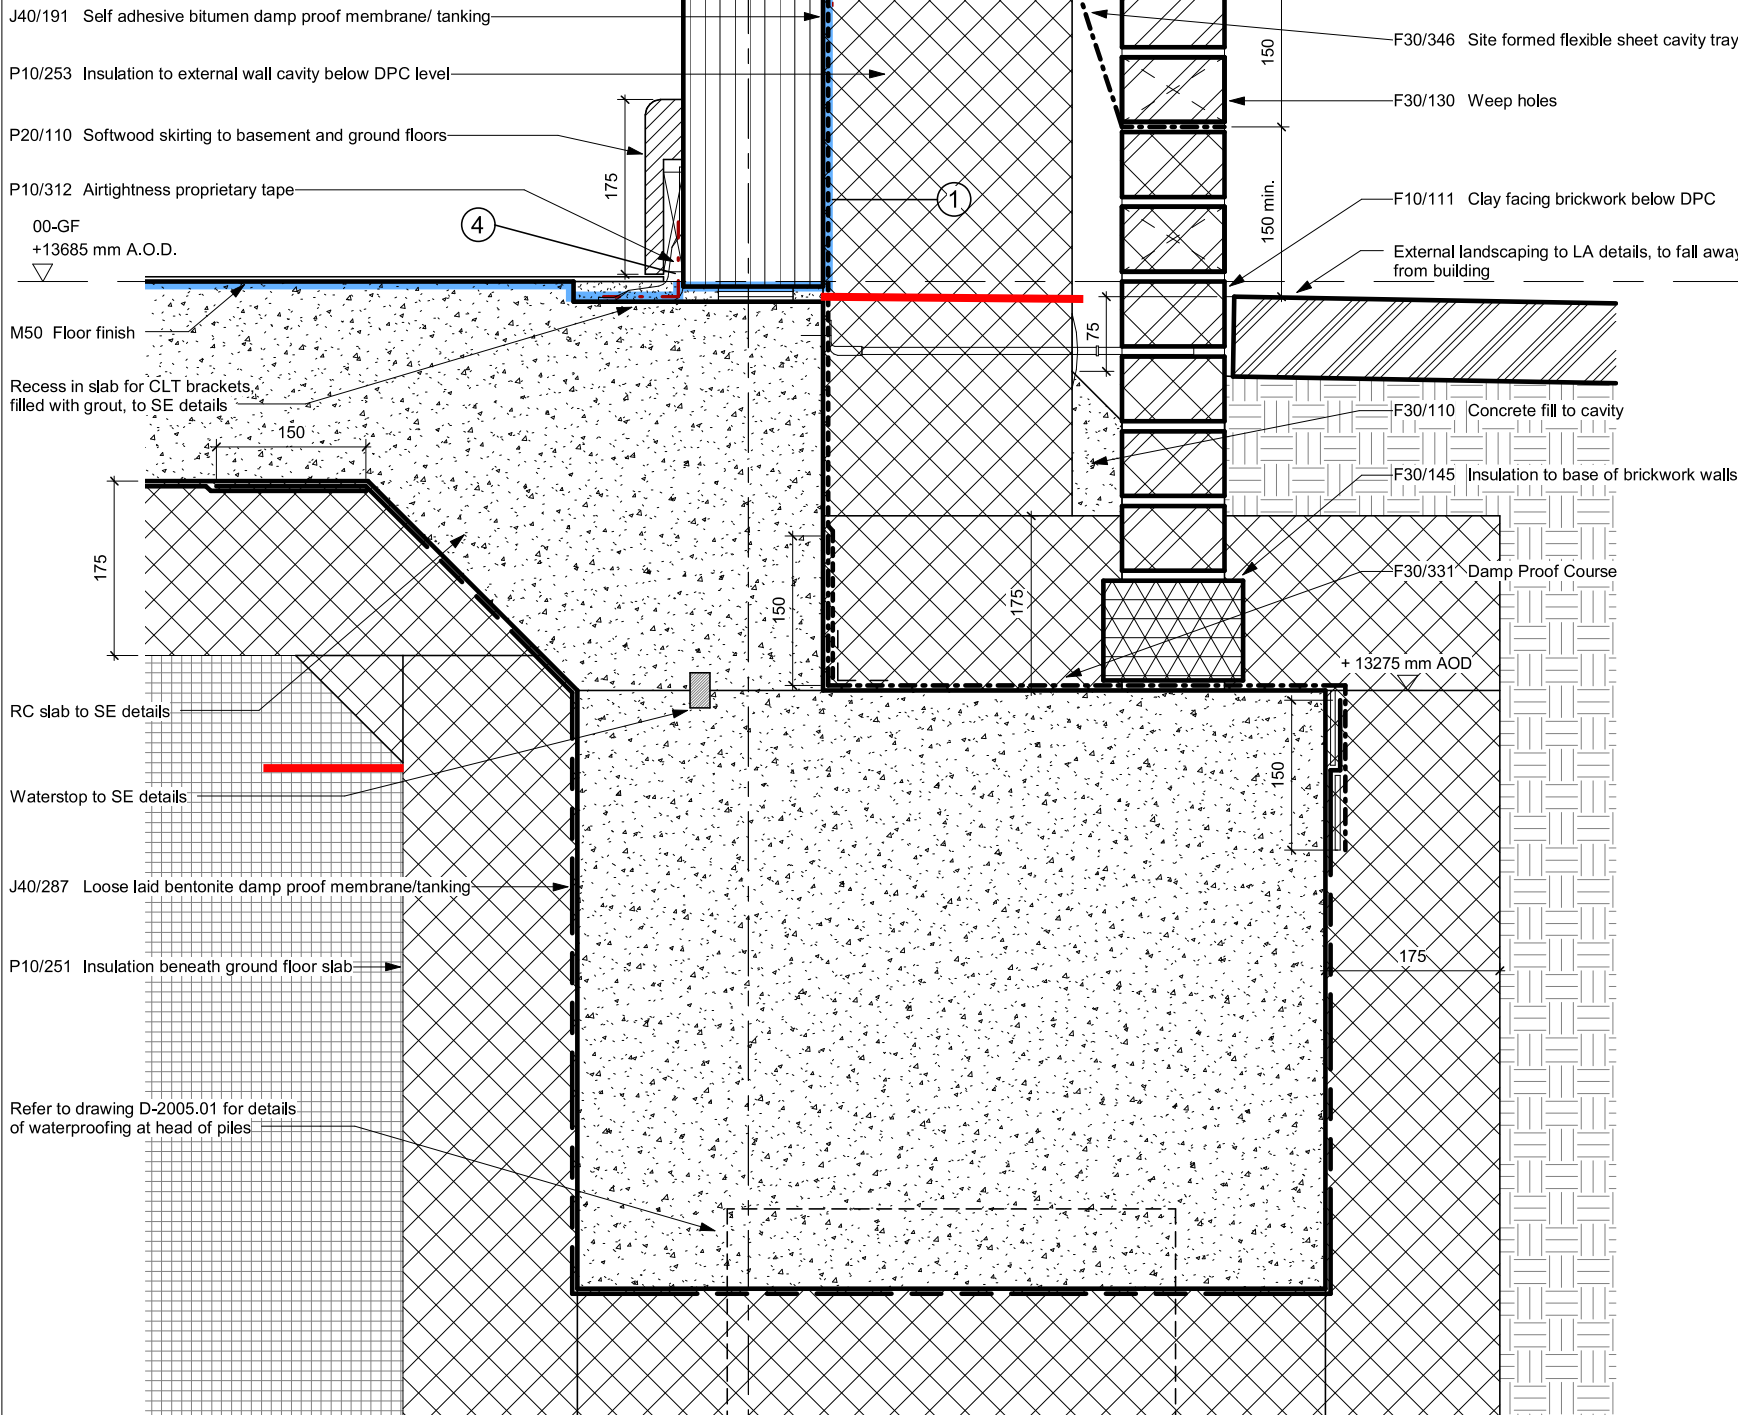 J40/191 Self adhesive bitumen damp proof membrane/ tanking
P10/253 Insulation to external wall cavity below DPC level
P20/110 Softwood skirting to basement and ground floors
P10/312 Airtightness proprietary tape
00-GF
+13685 mm A.O.D.
M50 Floor finish
Recess in slab for CLT brackets,
filled with grout, to SE details
150
175
RC slab to SE details
Waterstop to SE details
J40/287 Loose laid bentonite damp proof membrane/tanking
P10/251 Insulation beneath ground floor slab
Refer to drawing D-2005.01 for details
of waterproofing at head of piles
175
4
1
150
175
150
150 min.
75
F30/346 Site formed flexible sheet cavity tray
F30/130 Weep holes
F10/111 Clay facing brickwork below DPC
External landscaping to LA details, to fall away
from building
F30/110 Concrete fill to cavity
F30/145 Insulation to base of brickwork walls
F30/331 Damp Proof Course
+ 13275 mm AOD
150
175